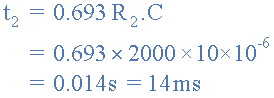 t₂ = 0.693 R₂.C
= 0.693 × 2000 × 10 × 10⁻⁶
= 0.014s = 14ms